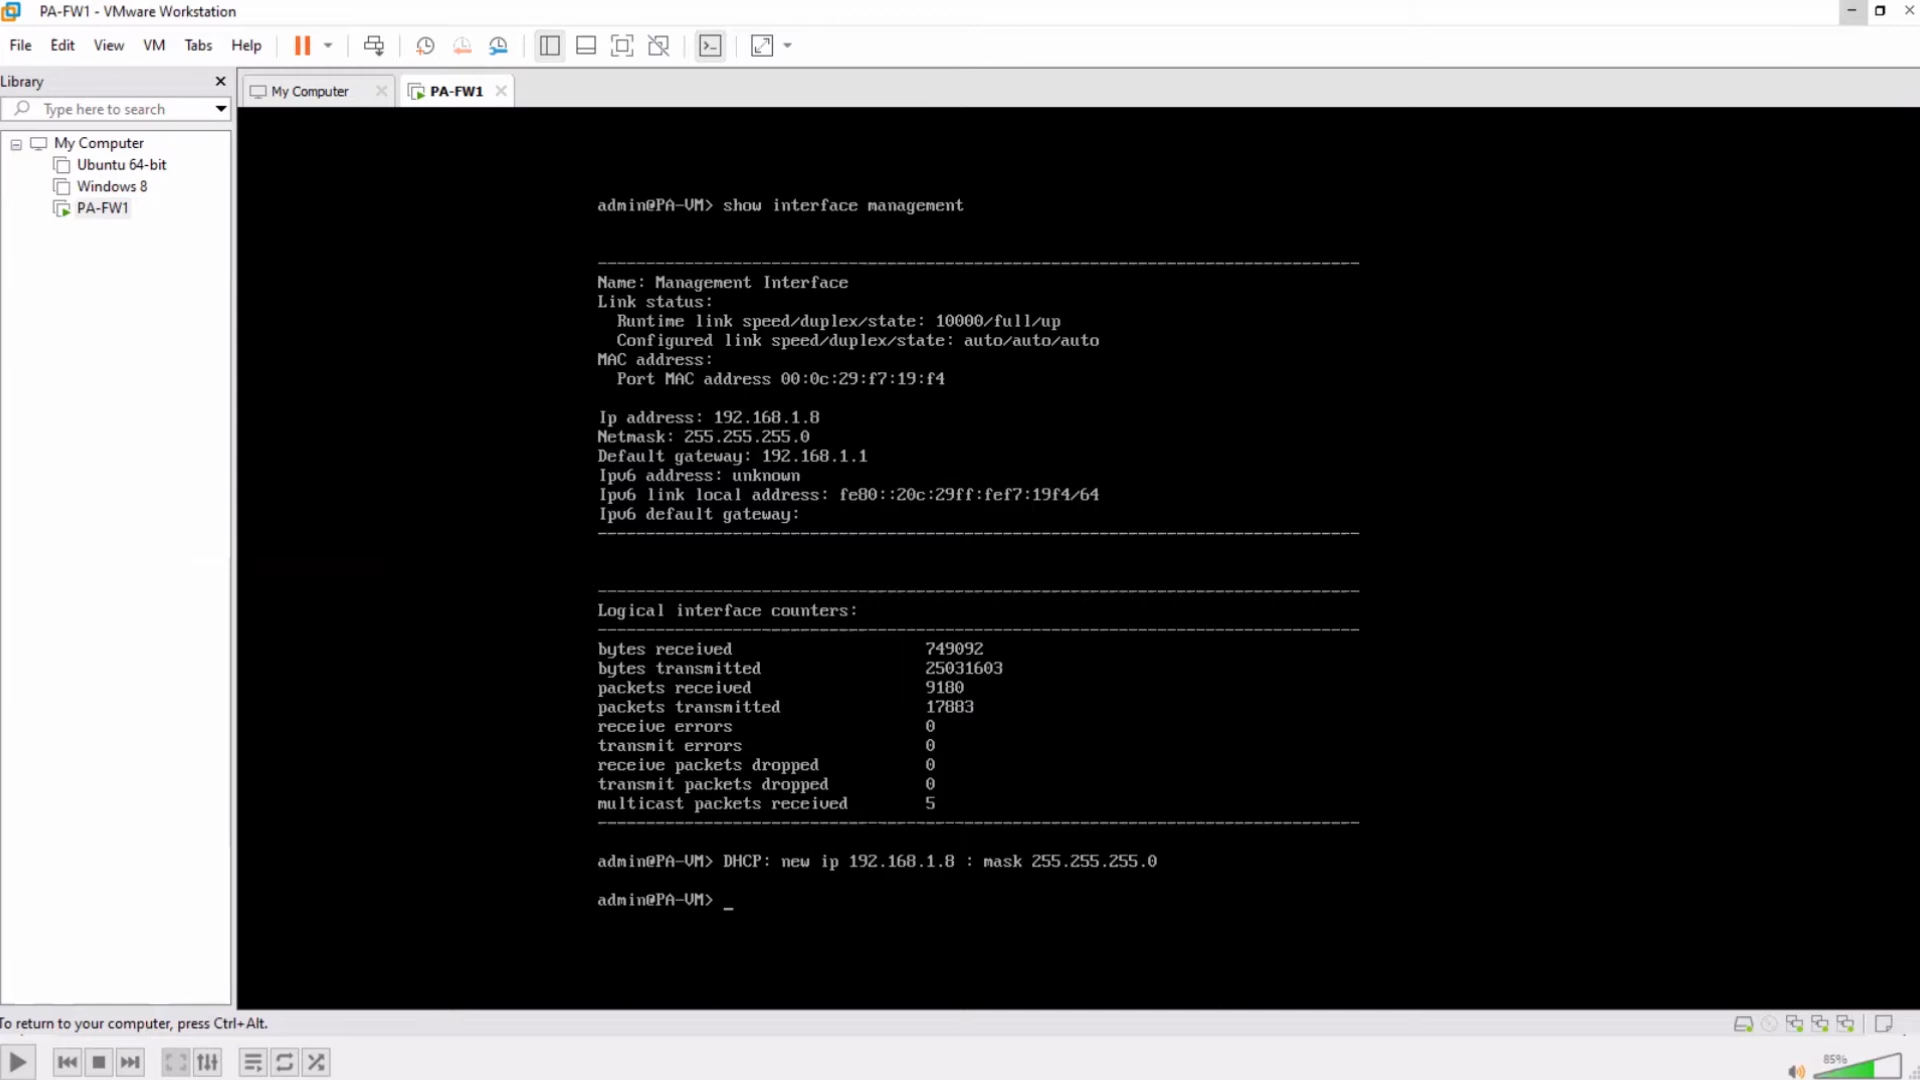 PA-FW1 - VMware Workstation
File Edit View VM Tabs Help
Library
Type here to search
My Computer
Ubuntu 64-bit
Windows 8
PA-FW1
My Computer
PA-FW1
admin@PA-VM> show interface management
--------------------------------------------------------------------------------
Name: Management Interface
Link status:
Runtime link speed/duplex/state: 10000/full/up
Configured link speed/duplex/state: auto/auto/auto
MAC address:
Port MAC address 00:0c:29:f7:19:f4
Ip address: 192.168.1.8
Netmask: 255.255.255.0
Default gateway: 192.168.1.1
Ipv6 address: unknown
Ipv6 link local address: fe80::20c:29ff:fef7:19f4/64
Ipv6 default gateway:
--------------------------------------------------------------------------------
--------------------------------------------------------------------------------
Logical interface counters:
--------------------------------------------------------------------------------
bytes received 749092
bytes transmitted 25031603
packets received 9180
packets transmitted 17883
receive errors 0
transmit errors 0
receive packets dropped 0
transmit packets dropped 0
multicast packets received 5
--------------------------------------------------------------------------------
admin@PA-VM> DHCP: new ip 192.168.1.8 : mask 255.255.255.0
admin@PA-VM> _
To return to your computer, press Ctrl+Alt.
85%